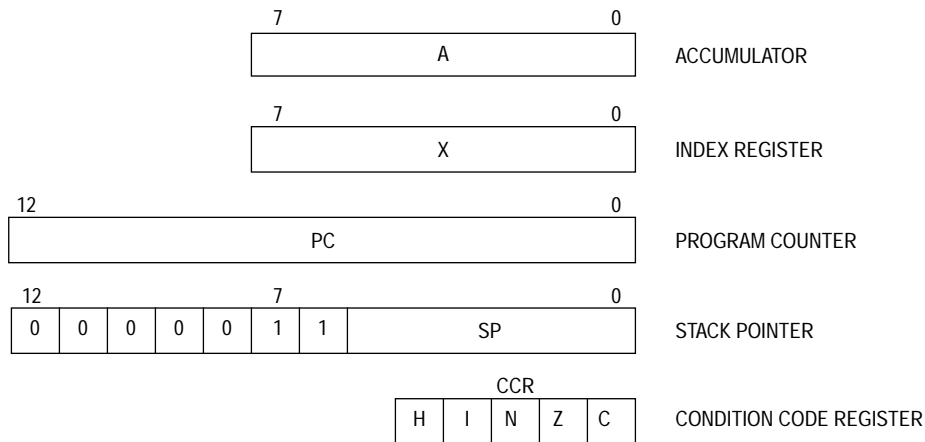 7 0
A ACCUMULATOR
7 0
X INDEX REGISTER
12 0
PC PROGRAM COUNTER
12 7 0
0 0 0 0 0 1 1 SP STACK POINTER
CCR
H I N Z C CONDITION CODE REGISTER